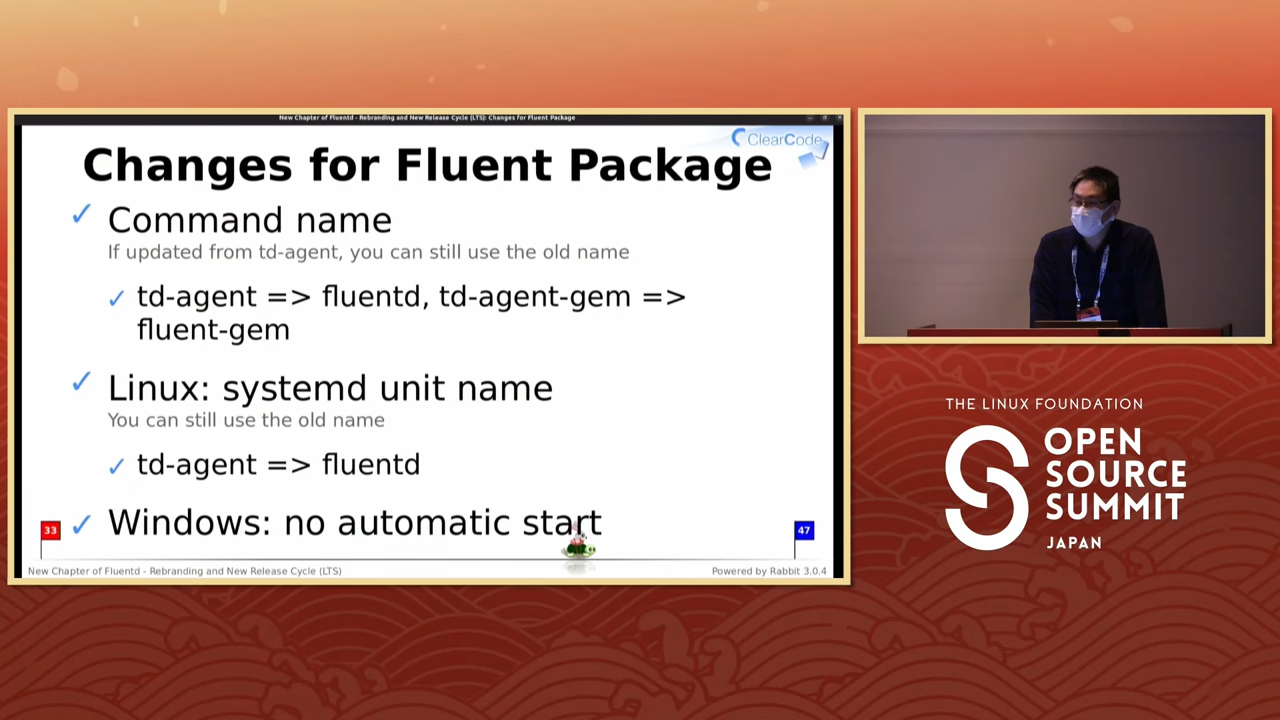 New Chapter of Fluentd - Rebranding and New Release Cycle (LTS): Changes for Fluent Package
ClearCode
Changes for Fluent Package
Command name
If updated from td-agent, you can still use the old name
td-agent => fluentd, td-agent-gem =>
fluent-gem
Linux: systemd unit name
You can still use the old name
td-agent => fluentd
Windows: no automatic start
33
47
New Chapter of Fluentd - Rebranding and New Release Cycle (LTS)
Powered by Rabbit 3.0.4
THE LINUX FOUNDATION
OPEN
SOURCE
SUMMIT
JAPAN